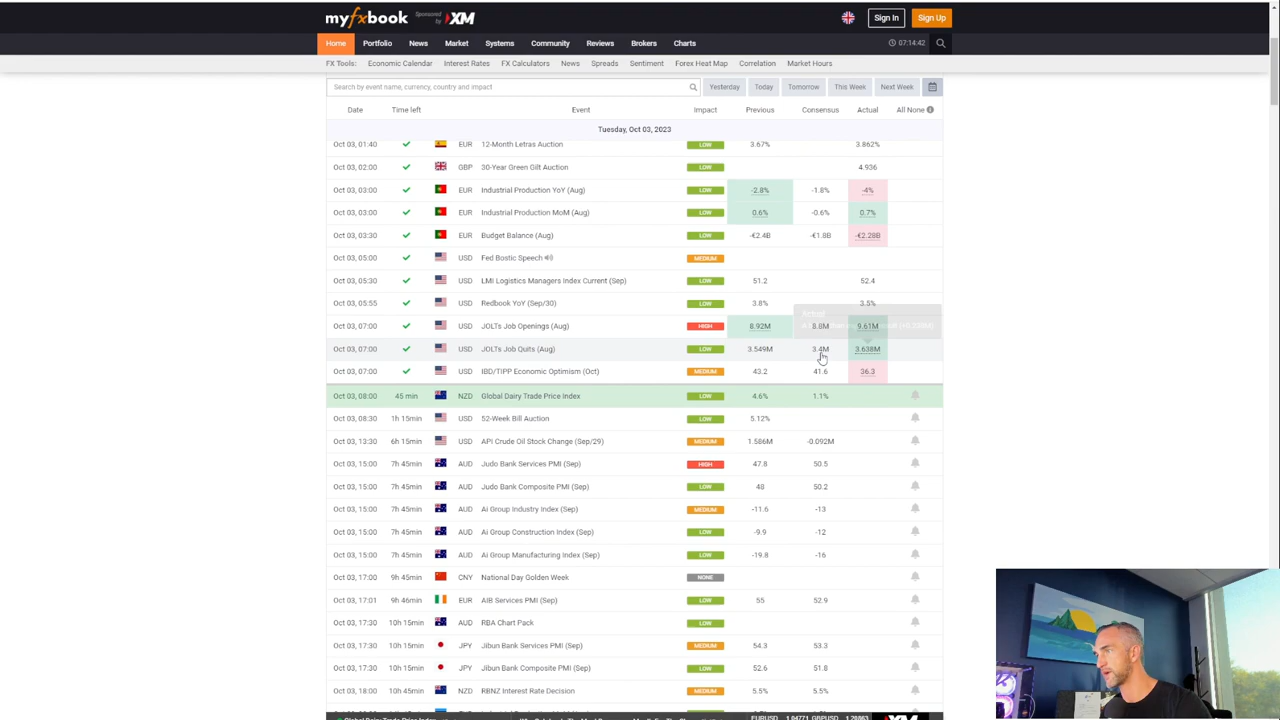 myfxbook Sponsored by XM Sign In Sign Up
Home Portfolio News Market Systems Community Reviews Brokers Charts 07:14:42
FX Tools: Economic Calendar Interest Rates FX Calculators News Spreads Sentiment Forex Heat Map Correlation Market Hours
Search by event name, currency, country and impact Yesterday Today Tomorrow This Week Next Week
Date Time left Event Impact Previous Consensus Actual All None
Tuesday, Oct 03, 2023
Oct 03, 01:40 EUR 12-Month Letras Auction LOW 3.67% 3.862%
Oct 03, 02:00 GBP 30-Year Green Gilt Auction LOW 4.936
Oct 03, 03:00 EUR Industrial Production YoY (Aug) LOW -2.8% -1.8% -4%
Oct 03, 03:00 EUR Industrial Production MoM (Aug) LOW 0.6% -0.6% 0.7%
Oct 03, 03:30 EUR Budget Balance (Aug) LOW -€2.4B -€1.8B -€2.28B
Oct 03, 05:00 USD Fed Bostic Speech MEDIUM
Oct 03, 05:30 USD LMI Logistics Managers Index Current (Sep) LOW 51.2 52.4
Oct 03, 05:55 USD Redbook YoY (Sep/30) LOW 3.8% 3.5%
Oct 03, 07:00 USD JOLTs Job Openings (Aug) HIGH 8.92M 8.8M 9.61M
Oct 03, 07:00 USD JOLTs Job Quits (Aug) LOW 3.549M 3.4M 3.638M
Oct 03, 07:00 USD IBD/TIPP Economic Optimism (Oct) MEDIUM 43.2 41.6 36.3
Oct 03, 08:00 45 min NZD Global Dairy Trade Price Index LOW 4.6% 1.1%
Oct 03, 08:30 1h 15min USD 52-Week Bill Auction LOW 5.12%
Oct 03, 13:30 6h 15min USD API Crude Oil Stock Change (Sep/29) MEDIUM 1.586M -0.092M
Oct 03, 15:00 7h 45min AUD Judo Bank Services PMI (Sep) HIGH 47.8 50.5
Oct 03, 15:00 7h 45min AUD Judo Bank Composite PMI (Sep) LOW 48 50.2
Oct 03, 15:00 7h 45min AUD Ai Group Industry Index (Sep) MEDIUM -11.6 -13
Oct 03, 15:00 7h 45min AUD Ai Group Construction Index (Sep) LOW -9.9 -12
Oct 03, 15:00 7h 45min AUD Ai Group Manufacturing Index (Sep) LOW -19.8 -16
Oct 03, 17:00 9h 45min CNY National Day Golden Week NONE
Oct 03, 17:01 9h 46min EUR AIB Services PMI (Sep) LOW 55 52.9
Oct 03, 17:30 10h 15min AUD RBA Chart Pack LOW
Oct 03, 17:30 10h 15min JPY Jibun Bank Services PMI (Sep) MEDIUM 54.3 53.3
Oct 03, 17:30 10h 15min JPY Jibun Bank Composite PMI (Sep) LOW 52.6 51.8
Oct 03, 18:00 10h 45min NZD RBNZ Interest Rate Decision MEDIUM 5.5% 5.5%